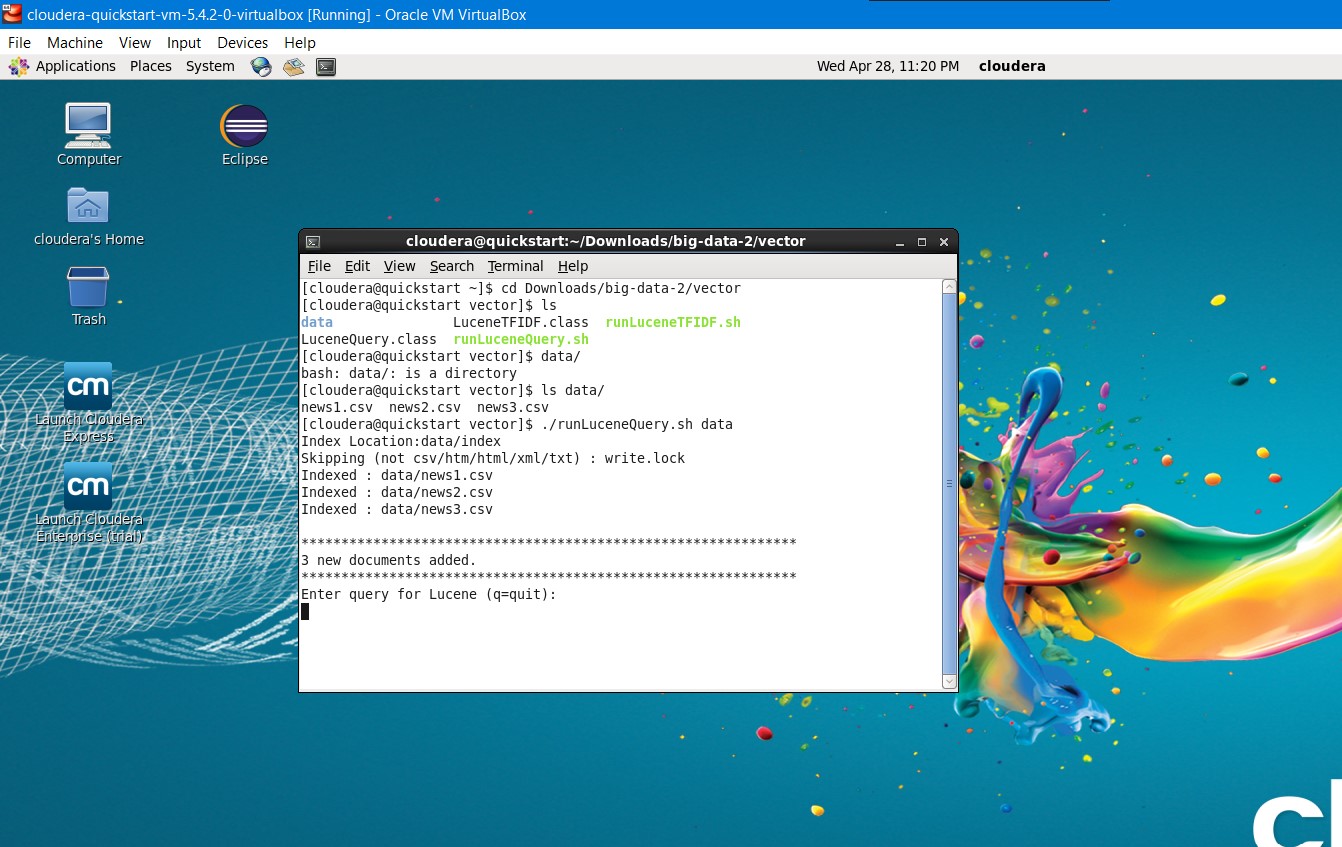 cloudera-quickstart-vm-5.4.2-0-virtualbox [Running] - Oracle VM VirtualBox
File Machine View Input Devices Help
Applications Places System Wed Apr 28, 11:20 PM cloudera
Computer
Eclipse
cloudera's Home
Trash
cm
Launch Cloudera
Express
cm
Launch Cloudera
Enterprise (trial)
cloudera@quickstart:~/Downloads/big-data-2/vector
File Edit View Search Terminal Help
[cloudera@quickstart ~]$ cd Downloads/big-data-2/vector
[cloudera@quickstart vector]$ ls
data LuceneTFIDF.class runLuceneTFIDF.sh
LuceneQuery.class runLuceneQuery.sh
[cloudera@quickstart vector]$ data/
bash: data/: is a directory
[cloudera@quickstart vector]$ ls data/
news1.csv news2.csv news3.csv
[cloudera@quickstart vector]$ ./runLuceneQuery.sh data
Index Location:data/index
Skipping (not csv/htm/html/xml/txt) : write.lock
Indexed : data/news1.csv
Indexed : data/news2.csv
Indexed : data/news3.csv
**************************************************************
3 new documents added.
**************************************************************
Enter query for Lucene (q=quit):
cl